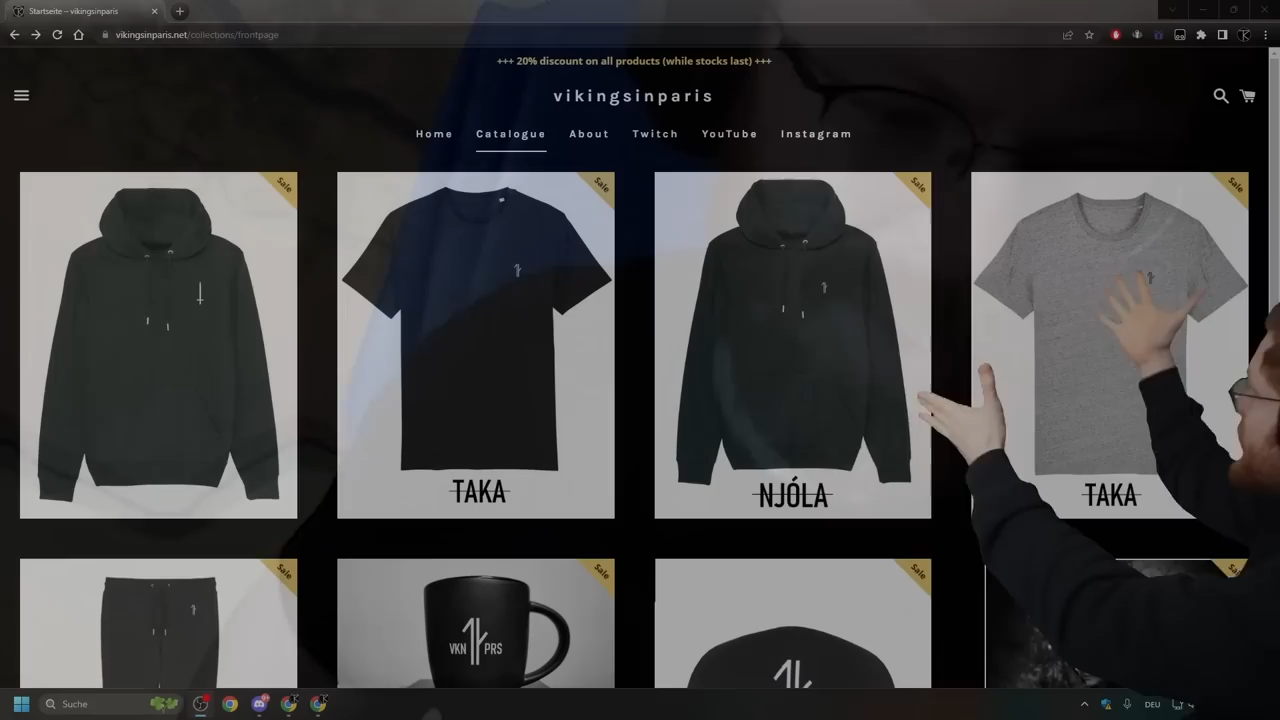 Startseite – vikingsinparis
vikingsinparis.net/collections/frontpage
+++ 20% discount on all products (while stocks last) +++
vikingsinparis
Home Catalogue About Twitch YouTube Instagram
Sale Sale Sale Sale
TAKA NJÓLA TAKA
Sale Sale Sale Sale
VKN PRS
Suche
DEU